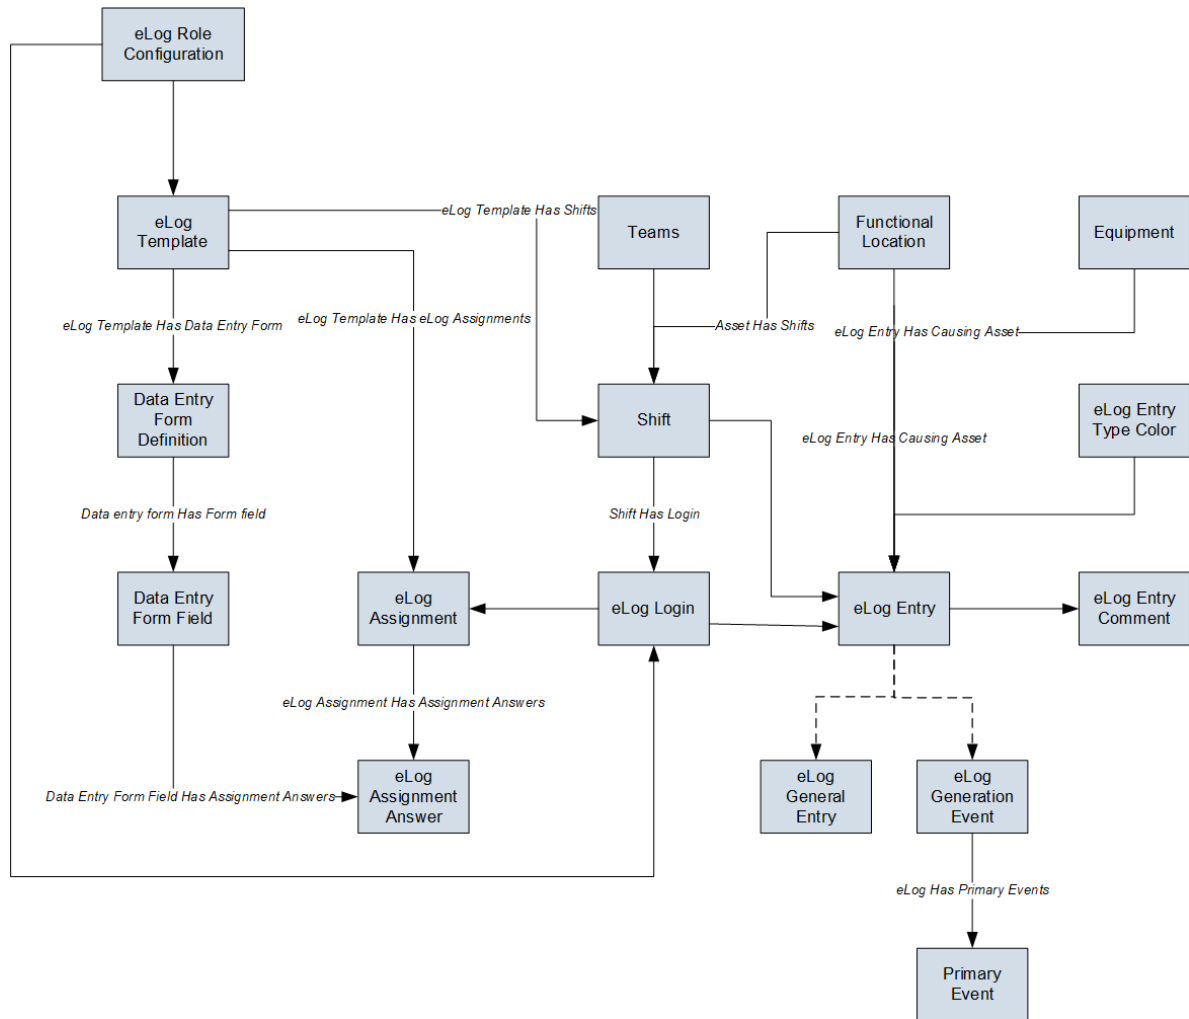 eLog Role
Configuration
eLog
Template
eLog Template Has Shifts
Teams
Functional
Location
Equipment
eLog Template Has Data Entry Form
eLog Template Has eLog Assignments
Asset Has Shifts
eLog Entry Has Causing Asset
Data Entry
Form
Definition
Shift
eLog Entry Has Causing Asset
eLog Entry
Type Color
Data entry form Has Form field
Shift Has Login
Data Entry
Form Field
eLog
Assignment
eLog Login
eLog Entry
eLog Entry
Comment
eLog Assignment Has Assignment Answers
Data Entry Form Field Has Assignment Answers
eLog
Assignment
Answer
eLog
General
Entry
eLog
Generation
Event
eLog Has Primary Events
Primary
Event